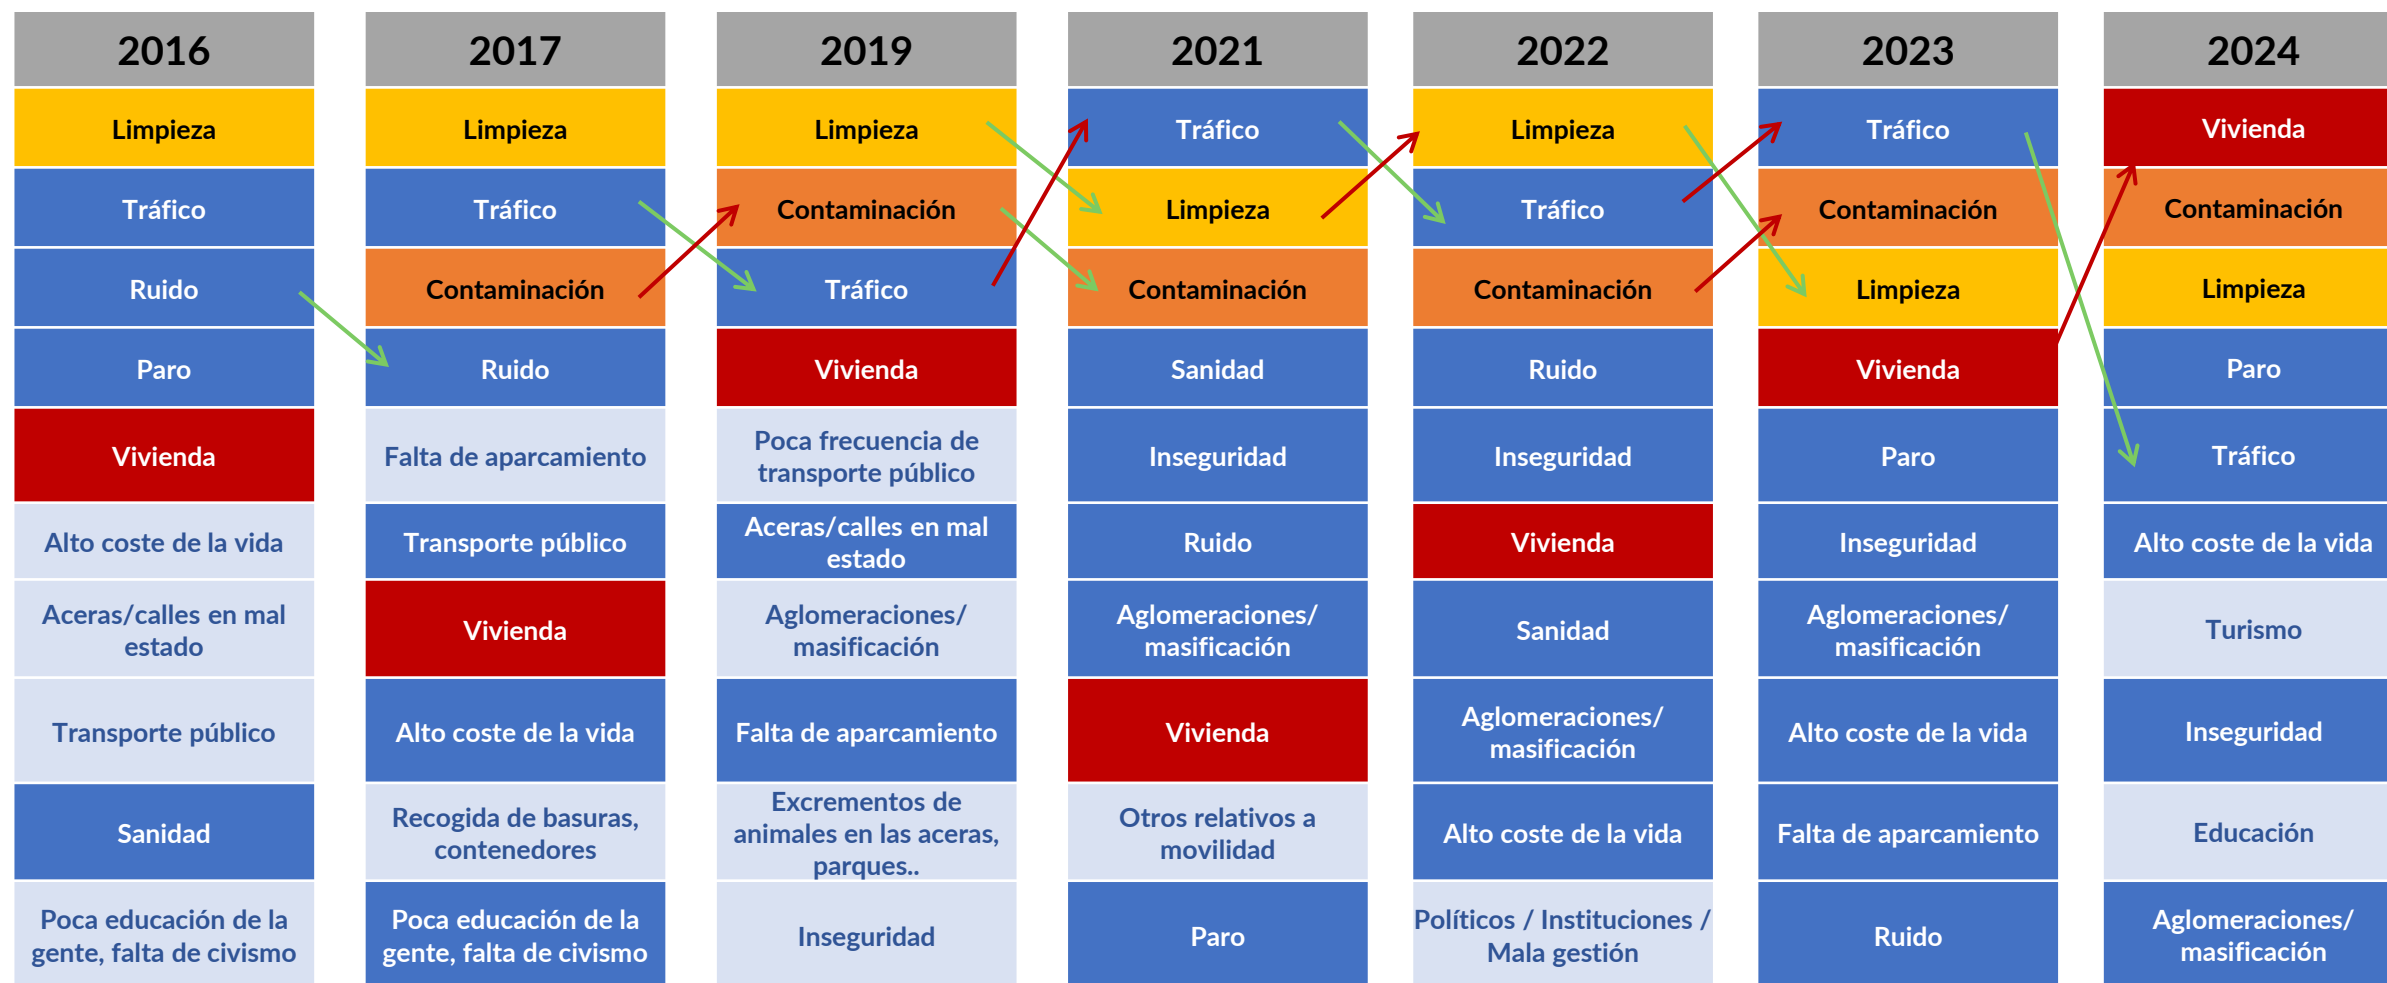 2016
Limpieza
Tráfico
Ruido
Paro
Vivienda
Alto coste de la vida
Aceras/calles en mal
estado
Transporte público
Sanidad
Poca educación de la
gente, falta de civismo
2017
Limpieza
Tráfico
Contaminación
Ruido
Falta de aparcamiento
Transporte público
Vivienda
Alto coste de la vida
Recogida de basuras,
contenedores
Poca educación de la
gente, falta de civismo
2019
Limpieza
Contaminación
Tráfico
Vivienda
Poca frecuencia de
transporte público
Aceras/calles en mal
estado
Aglomeraciones/
masificación
Falta de aparcamiento
Excrementos de
animales en las aceras,
parques..
Inseguridad
2021
Tráfico
Limpieza
Contaminación
Sanidad
Inseguridad
Ruido
Aglomeraciones/
masificación
Vivienda
Otros relativos a
movilidad
Paro
2022
Limpieza
Tráfico
Contaminación
Ruido
Inseguridad
Vivienda
Sanidad
Aglomeraciones/
masificación
Alto coste de la vida
Políticos / Instituciones /
Mala gestión
2023
Tráfico
Contaminación
Limpieza
Vivienda
Paro
Inseguridad
Aglomeraciones/
masificación
Alto coste de la vida
Falta de aparcamiento
Ruido
2024
Vivienda
Contaminación
Limpieza
Paro
Tráfico
Alto coste de la vida
Turismo
Inseguridad
Educación
Aglomeraciones/
masificación